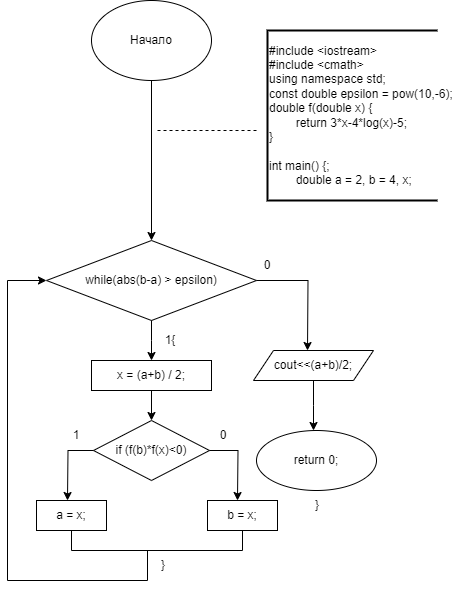 Начало
#include <iostream>
#include <cmath>
using namespace std;
const double epsilon = pow(10,-6);
double f(double x) {
return 3*x-4*log(x)-5;
}
int main() {;
double a = 2, b = 4, x;
while(abs(b-a) > epsilon)
0
1{
x = (a+b) / 2;
cout<<(a+b)/2;
if (f(b)*f(x)<0)
1
0
return 0;
a = x;
b = x;
}
}